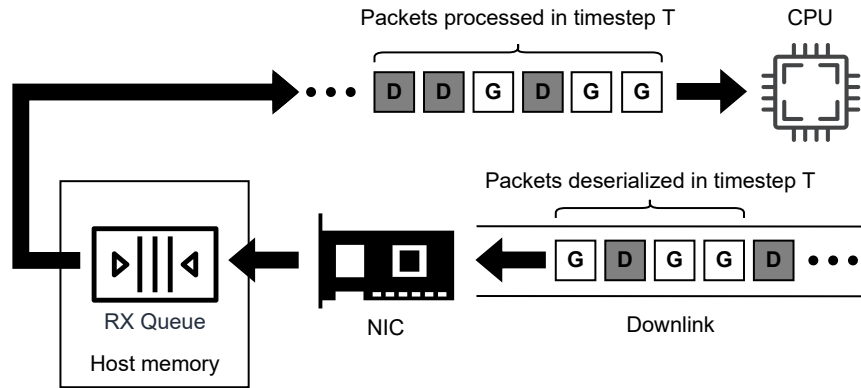 Packets processed in timestep T
CPU
D D G D G G
Packets deserialized in timestep T
G D G G D
RX Queue
NIC
Downlink
Host memory